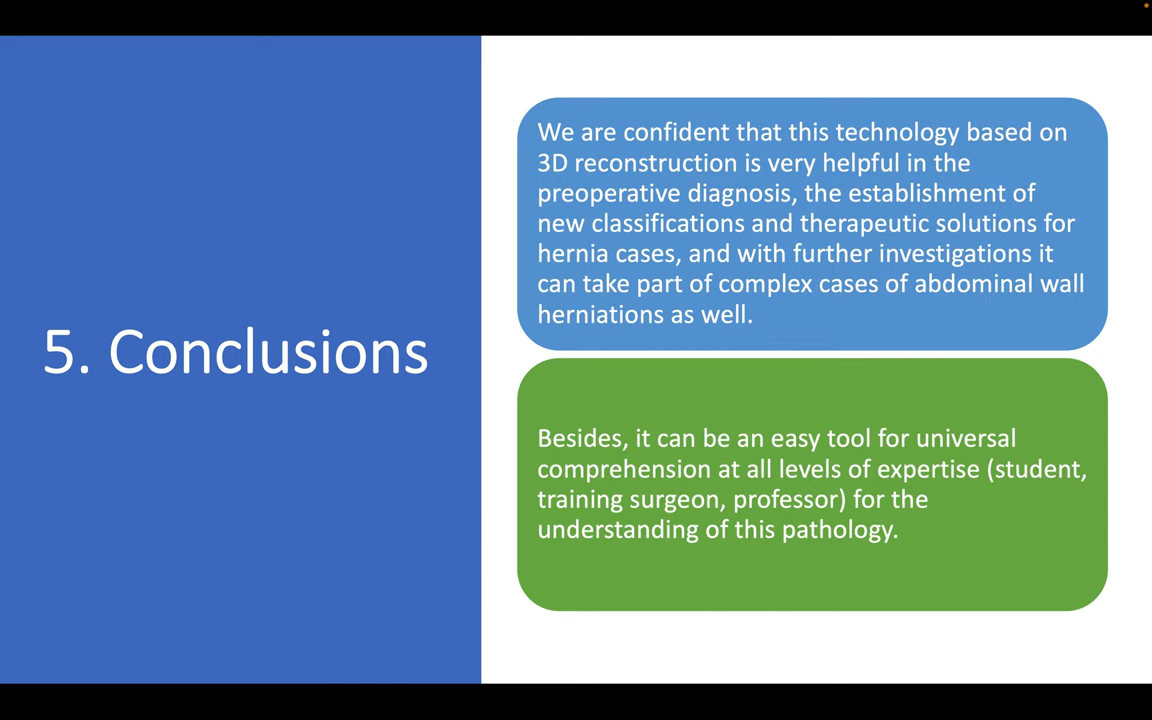 5. Conclusions
We are confident that this technology based on
3D reconstruction is very helpful in the
preoperative diagnosis, the establishment of
new classifications and therapeutic solutions for
hernia cases, and with further investigations it
can take part of complex cases of abdominal wall
herniations as well.
Besides, it can be an easy tool for universal
comprehension at all levels of expertise (student,
training surgeon, professor) for the
understanding of this pathology.